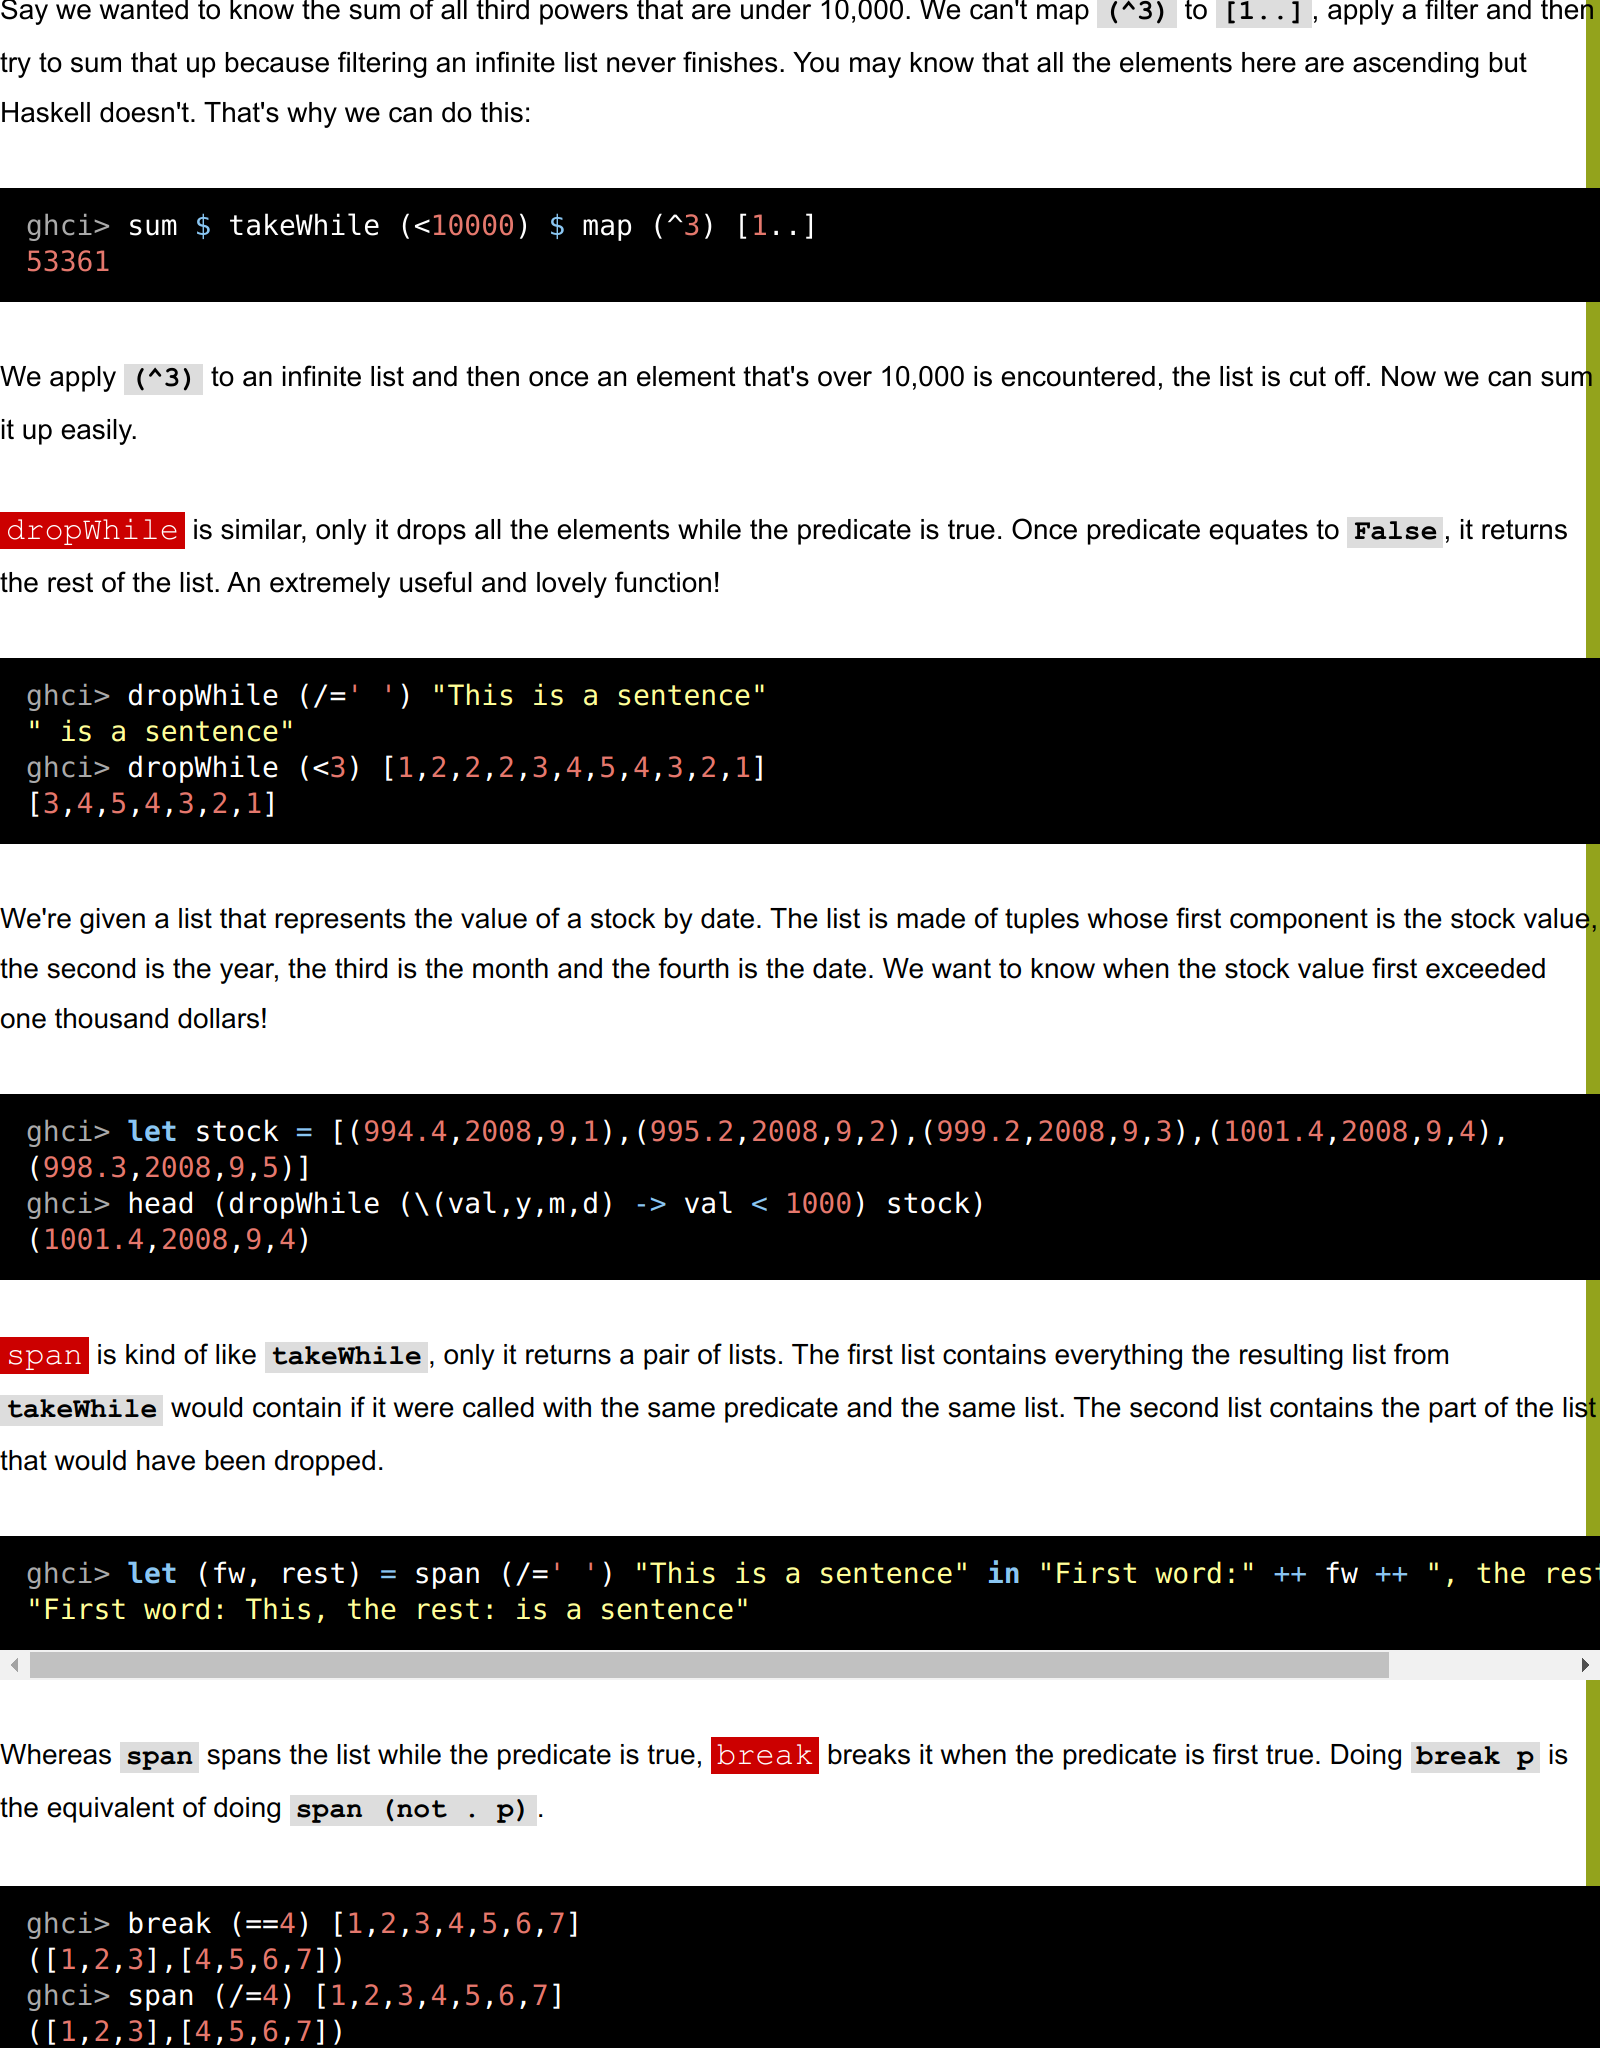 Say we wanted to know the sum of all third powers that are under 10,000. We can't map (^3) to [1..], apply a filter and then
try to sum that up because filtering an infinite list never finishes. You may know that all the elements here are ascending but
Haskell doesn't. That's why we can do this:
ghci> sum $ takeWhile (<10000) $ map (^3) [1..]
53361
We apply (^3) to an infinite list and then once an element that's over 10,000 is encountered, the list is cut off. Now we can sum
it up easily.
dropWhile is similar, only it drops all the elements while the predicate is true. Once predicate equates to False, it returns
the rest of the list. An extremely useful and lovely function!
ghci> dropWhile (/=' ') "This is a sentence"
" is a sentence"
ghci> dropWhile (<3) [1,2,2,2,3,4,5,4,3,2,1]
[3,4,5,4,3,2,1]
We're given a list that represents the value of a stock by date. The list is made of tuples whose first component is the stock value,
the second is the year, the third is the month and the fourth is the date. We want to know when the stock value first exceeded
one thousand dollars!
ghci> let stock = [(994.4,2008,9,1),(995.2,2008,9,2),(999.2,2008,9,3),(1001.4,2008,9,4),
(998.3,2008,9,5)]
ghci> head (dropWhile (\(val,y,m,d) -> val < 1000) stock)
(1001.4,2008,9,4)
span is kind of like takeWhile, only it returns a pair of lists. The first list contains everything the resulting list from
takeWhile would contain if it were called with the same predicate and the same list. The second list contains the part of the list
that would have been dropped.
ghci> let (fw, rest) = span (/=' ') "This is a sentence" in "First word:" ++ fw ++ ", the res
"First word: This, the rest: is a sentence"
Whereas span spans the list while the predicate is true, break breaks it when the predicate is first true. Doing break p is
the equivalent of doing span (not . p).
ghci> break (==4) [1,2,3,4,5,6,7]
([1,2,3],[4,5,6,7])
ghci> span (/=4) [1,2,3,4,5,6,7]
([1,2,3],[4,5,6,7])